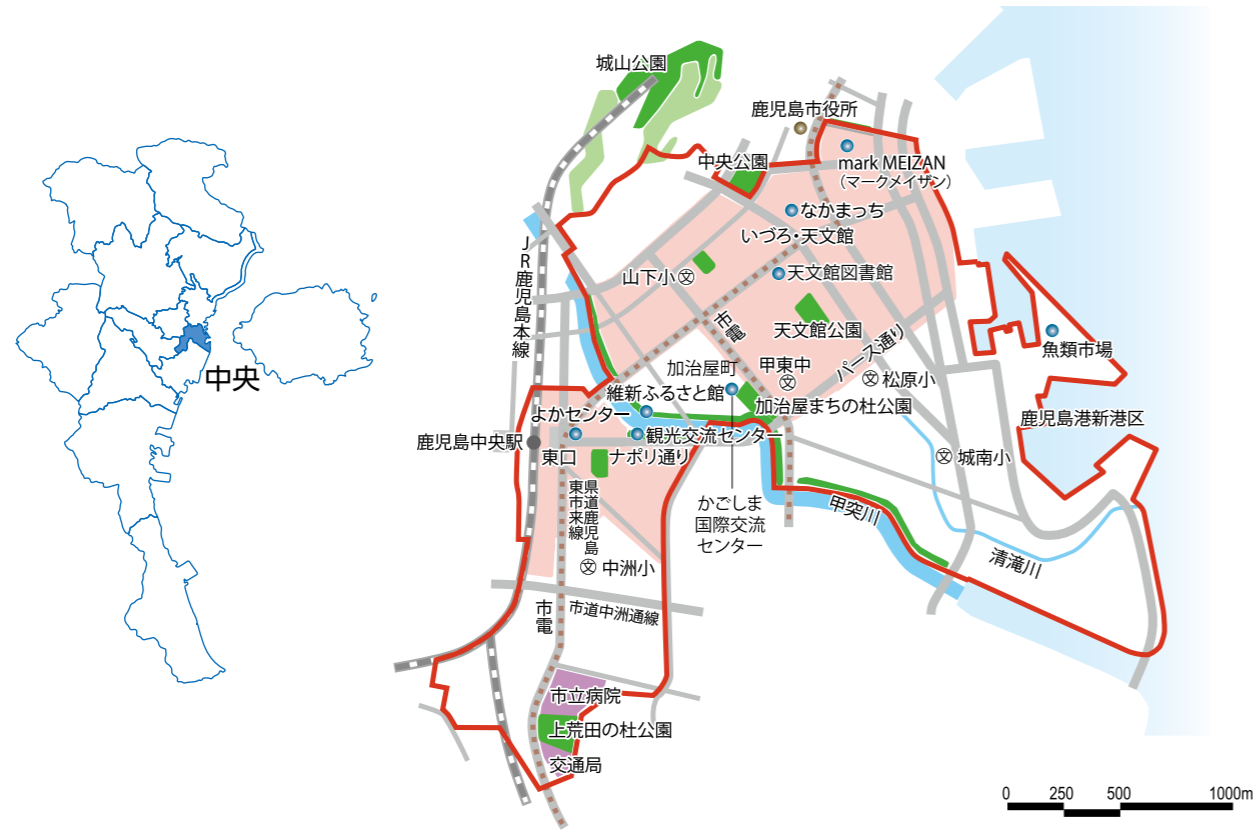 中央
城山公園
鹿児島市役所
中央公園
mark MEIZAN
(マークメイザン)
なかまっち
いづろ・天文館
JR鹿児島本線
山下小
文
天文館図書館
市電
天文館公園
パース通り
魚類市場
加治屋町
甲東中
文
文
松原小
維新ふるさと館
加治屋まちの杜公園
鹿児島港新港区
よかセンター
鹿児島中央駅
観光交流センター
東口
ナポリ通り
文
城南小
県道鹿児島
東市来線
かごしま
国際交流
センター
甲突川
清滝川
文
中洲小
市電
市道中洲通線
市立病院
上荒田の杜公園
交通局
0
250
500
1000m